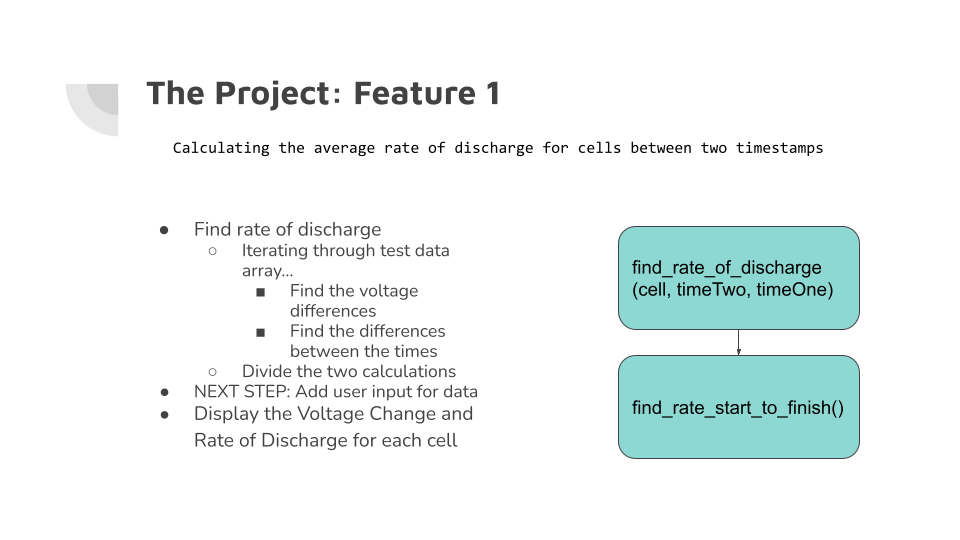 The Project: Feature 1
Calculating the average rate of discharge for cells between two timestamps
● Find rate of discharge
○ Iterating through test data
array...
■ Find the voltage
differences
■ Find the differences
between the times
○ Divide the two calculations
● NEXT STEP: Add user input for data
● Display the Voltage Change and
Rate of Discharge for each cell
find_rate_of_discharge
(cell, timeTwo, timeOne)
find_rate_start_to_finish()